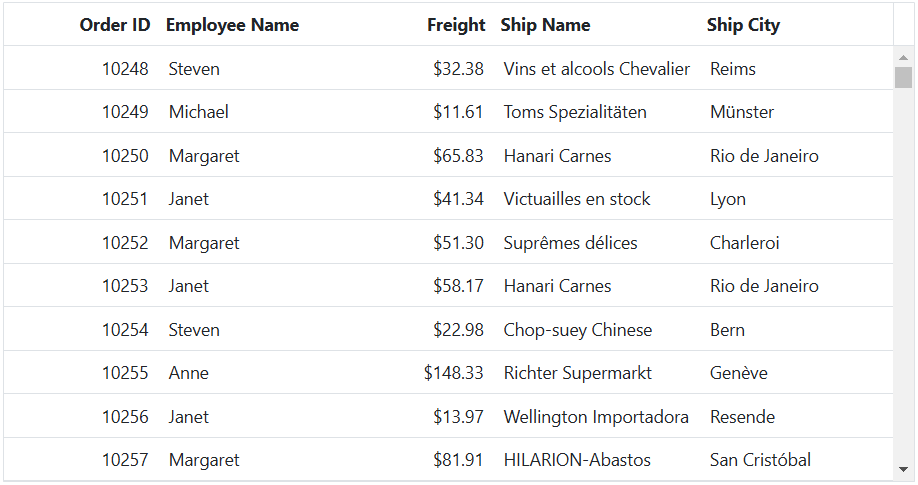 Order ID Employee Name Freight Ship Name Ship City
10248 Steven $32.38 Vins et alcools Chevalier Reims
10249 Michael $11.61 Toms Spezialitäten Münster
10250 Margaret $65.83 Hanari Carnes Rio de Janeiro
10251 Janet $41.34 Victuailles en stock Lyon
10252 Margaret $51.30 Suprêmes délices Charleroi
10253 Janet $58.17 Hanari Carnes Rio de Janeiro
10254 Steven $22.98 Chop-suey Chinese Bern
10255 Anne $148.33 Richter Supermarkt Genève
10256 Janet $13.97 Wellington Importadora Resende
10257 Margaret $81.91 HILARION-Abastos San Cristóbal